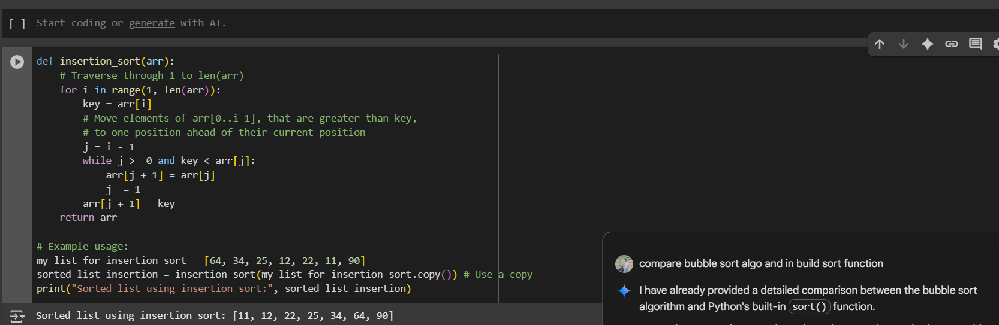 [ ] Start coding or generate with AI.
def insertion_sort(arr):
    # Traverse through 1 to len(arr)
    for i in range(1, len(arr)):
        key = arr[i]
        # Move elements of arr[0..i-1], that are greater than key,
        # to one position ahead of their current position
        j = i - 1
        while j >= 0 and key < arr[j]:
            arr[j + 1] = arr[j]
            j -= 1
        arr[j + 1] = key
    return arr

# Example usage:
my_list_for_insertion_sort = [64, 34, 25, 12, 22, 11, 90]
sorted_list_insertion = insertion_sort(my_list_for_insertion_sort.copy()) # Use a copy
print("Sorted list using insertion sort:", sorted_list_insertion)
Sorted list using insertion sort: [11, 12, 22, 25, 34, 64, 90]
compare bubble sort algo and in build sort function
I have already provided a detailed comparison between the bubble sort
algorithm and Python's built-in sort() function.